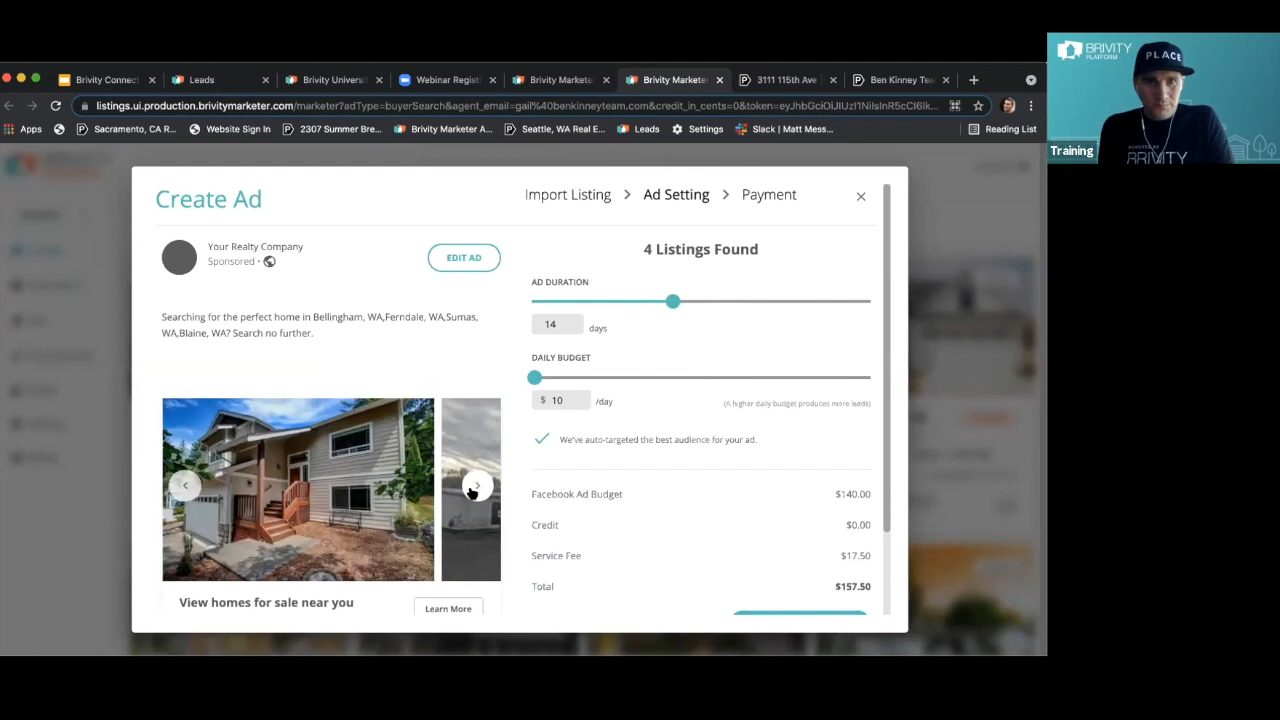 Brivity Connect
Leads
Brivity Universi
Webinar Regist
Brivity Markete
Brivity Markete
3111 115th Ave
Ben Kinney Tea
listings.ui.production.brivitymarketer.com/marketer?adType=buyerSearch&agent_email=gail%40benkinneyteam.com&credit_in_cents=0&token=
Apps
Sacramento, CA R...
Website Sign In
2307 Summer Bre...
Brivity Marketer A...
Seattle, WA Real E...
Leads
Settings
Slack | Matt Mess...
Reading List
BRIVITY
PLATFORM
PLACE
POWERED BY
BRIVITY
Training
Create Ad
Import Listing > Ad Setting > Payment
Your Realty Company
Sponsored •
EDIT AD
Searching for the perfect home in Bellingham, WA,Ferndale, WA,Sumas,
WA,Blaine, WA? Search no further.
View homes for sale near you
Learn More
4 Listings Found
AD DURATION
14 days
DAILY BUDGET
$ 10 /day
(A higher daily budget produces more leads)
We've auto-targeted the best audience for your ad.
Facebook Ad Budget $140.00
Credit $0.00
Service Fee $17.50
Total $157.50